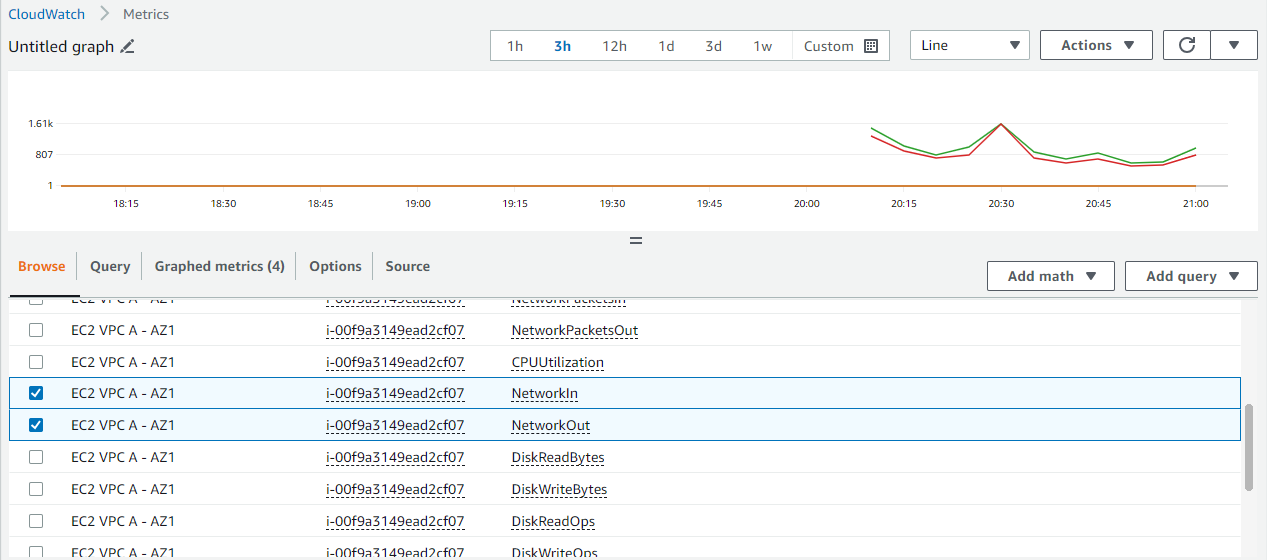 CloudWatch > Metrics
Untitled graph
1h 3h 12h 1d 3d 1w Custom Line Actions
1.61k
807
1
18:15 18:30 18:45 19:00 19:15 19:30 19:45 20:00 20:15 20:30 20:45 21:00
Browse Query Graphed metrics (4) Options Source
Add math Add query
EC2 VPC A - AZ1 i-00f9a3149ead2cf07 NetworkPacketsIn
EC2 VPC A - AZ1 i-00f9a3149ead2cf07 NetworkPacketsOut
EC2 VPC A - AZ1 i-00f9a3149ead2cf07 CPUUtilization
EC2 VPC A - AZ1 i-00f9a3149ead2cf07 NetworkIn
EC2 VPC A - AZ1 i-00f9a3149ead2cf07 NetworkOut
EC2 VPC A - AZ1 i-00f9a3149ead2cf07 DiskReadBytes
EC2 VPC A - AZ1 i-00f9a3149ead2cf07 DiskWriteBytes
EC2 VPC A - AZ1 i-00f9a3149ead2cf07 DiskReadOps
EC2 VPC A - AZ1 i-00f9a3149ead2cf07 DiskWriteOps